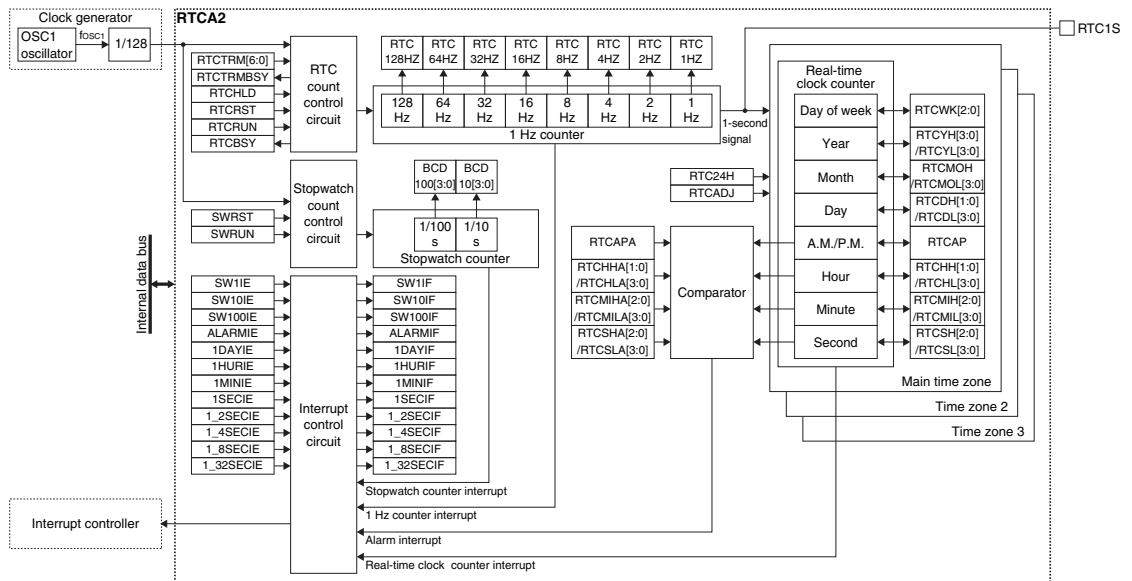 Clock generator
OSC1
oscillator
fOSC1
1/128
RTCA2
RTC1S
RTCTRM[6:0]
RTCTRMBSY
RTCHLD
RTCRST
RTCRUN
RTCBSY
RTC
count
control
circuit
RTC
128HZ
RTC
64HZ
RTC
32HZ
RTC
16HZ
RTC
8HZ
RTC
4HZ
RTC
2HZ
RTC
1HZ
128
Hz
64
Hz
32
Hz
16
Hz
8
Hz
4
Hz
2
Hz
1
Hz
1 Hz counter
1-second
signal
Real-time
clock counter
Day of week
Year
Month
Day
A.M./P.M.
Hour
Minute
Second
RTCWK[2:0]
RTCYH[3:0]
/RTCYL[3:0]
RTCMOH
/RTCMOL[3:0]
RTCDH[1:0]
/RTCDL[3:0]
RTCAP
RTCHH[1:0]
/RTCHL[3:0]
RTCMIH[2:0]
/RTCMIL[3:0]
RTCSH[2:0]
/RTCSL[3:0]
Main time zone
Time zone 2
Time zone 3
RTC24H
RTCADJ
SWRST
SWRUN
Stopwatch
count
control
circuit
BCD
100[3:0]
BCD
10[3:0]
1/100
s
1/10
s
Stopwatch counter
RTCAPA
RTCHHA[1:0]
/RTCHLA[3:0]
RTCMIHA[2:0]
/RTCMILA[3:0]
RTCSHA[2:0]
/RTCSLA[3:0]
Comparator
Internal data bus
SW1IE
SW10IE
SW100IE
ALARMIE
1DAYIE
1HURIE
1MINIE
1SECIE
1_2SECIE
1_4SECIE
1_8SECIE
1_32SECIE
Interrupt
control
circuit
SW1IF
SW10IF
SW100IF
ALARMIF
1DAYIF
1HURIF
1MINIF
1SECIF
1_2SECIF
1_4SECIF
1_8SECIF
1_32SECIF
Stopwatch counter interrupt
1 Hz counter interrupt
Alarm interrupt
Real-time clock counter interrupt
Interrupt controller